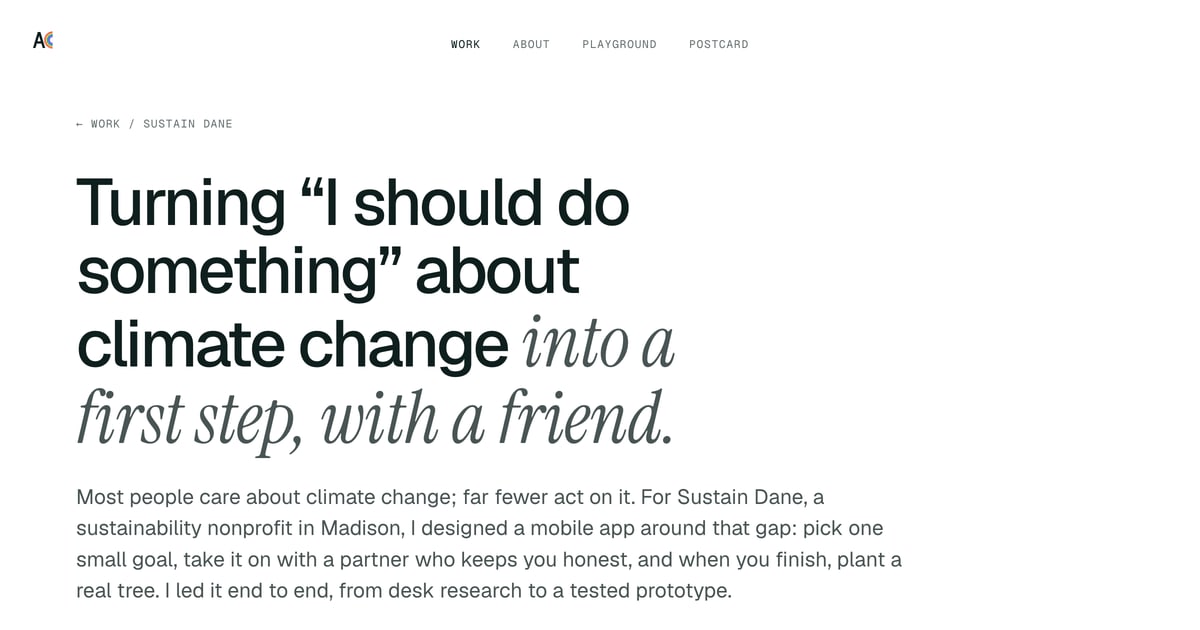 AC
WORK ABOUT PLAYGROUND POSTCARD
← WORK / SUSTAIN DANE
Turning “I should do
something” about
climate change into a
first step, with a friend.
Most people care about climate change; far fewer act on it. For Sustain Dane, a
sustainability nonprofit in Madison, I designed a mobile app around that gap: pick one
small goal, take it on with a partner who keeps you honest, and when you finish, plant a
real tree. I led it end to end, from desk research to a tested prototype.